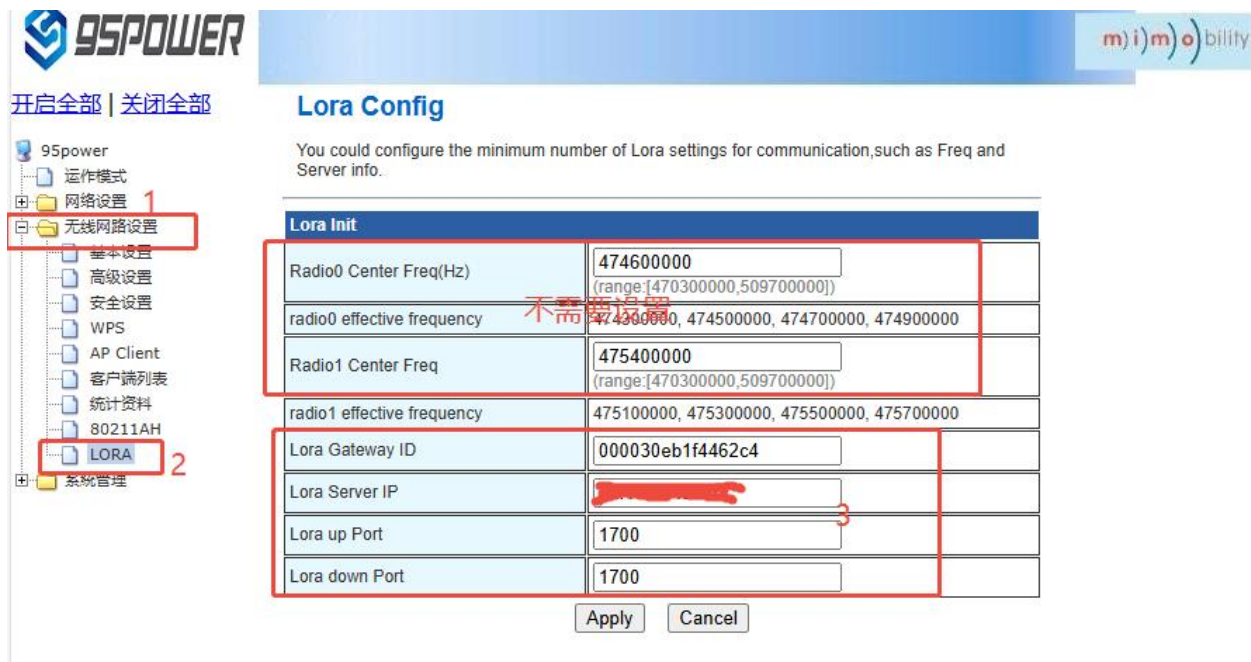 95POWER
m)i)m)o)bility
开启全部 | 关闭全部
95power
运作模式
网络设置
1
无线网路设置
基本设置
高级设置
安全设置
WPS
AP Client
客户端列表
统计资料
80211AH
LORA
2
系统管理
Lora Config
You could configure the minimum number of Lora settings for communication,such as Freq and
Server info.
Lora Init
Radio0 Center Freq(Hz)
474600000
(range:[470300000,509700000])
不需要设置
radio0 effective frequency
474300000, 474500000, 474700000, 474900000
Radio1 Center Freq
475400000
(range:[470300000,509700000])
radio1 effective frequency
475100000, 475300000, 475500000, 475700000
Lora Gateway ID
000030eb1f4462c4
Lora Server IP
3
Lora up Port
1700
Lora down Port
1700
Apply
Cancel